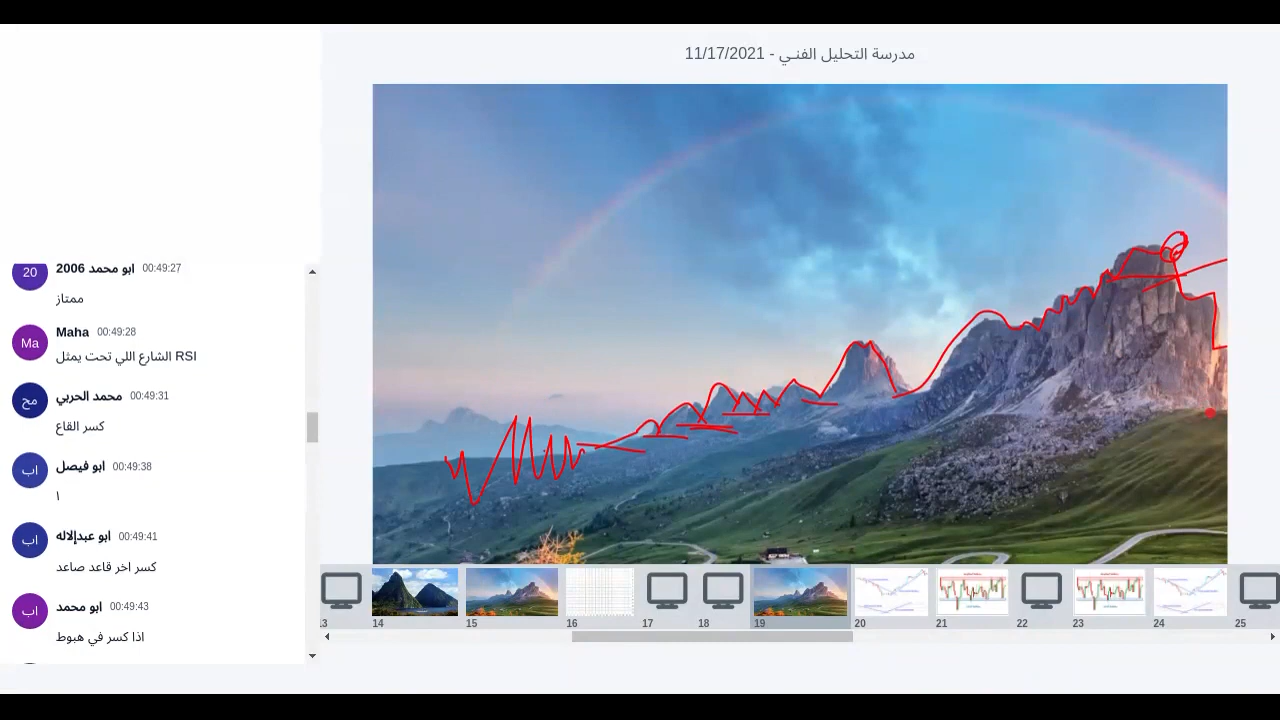 مدرسة التحليل الفنـي - 11/17/2021
20
ابو محمد 2006 00:49:27
ممتاز
Ma
Maha 00:49:28
الشارع اللي تحت يمثل RSI
مح
محمد الحربي 00:49:31
كسر القاع
اب
ابو فيصل 00:49:38
ا
اب
ابو عبدإلاله 00:49:41
كسر اخر قاعد صاعد
اب
ابو محمد 00:49:43
اذا كسر في هبوط
13 14 15 16 17 18 19 20 21 22 23 24 25